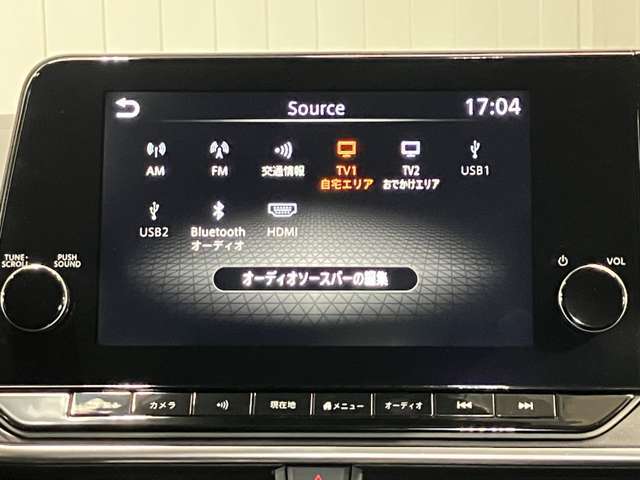 Source
17:04
AM
FM
交通情報
TV1
自宅エリア
TV2
おでかけエリア
USB1
USB2
Bluetooth
オーディオ
HDMI
オーディオソースバーの編集
TUNE・
SCROLL
PUSH
SOUND
VOL
カメラ
現在地
メニュー
オーディオ